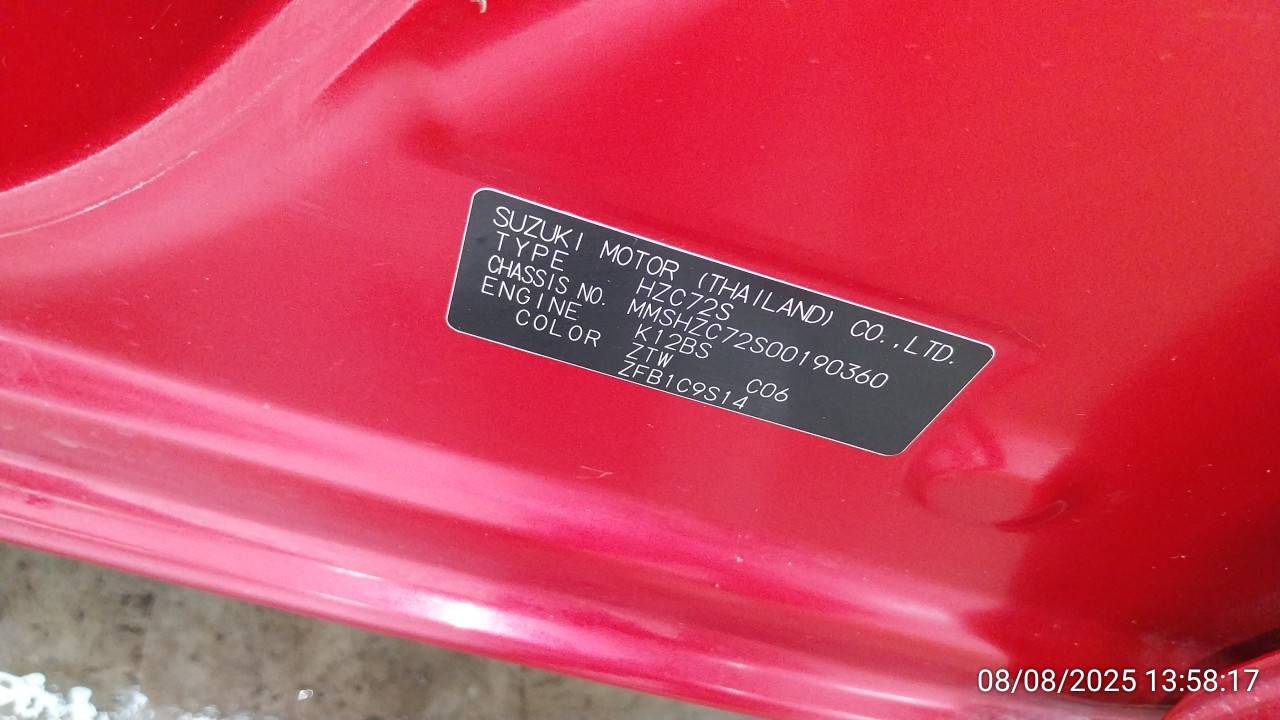 SUZUKI MOTOR (THAILAND) CO.,LTD.
TYPE HZC72S
CHASSIS NO. MMSHZC72S00190360
ENGINE K12BS
COLOR ZTW C06
ZFB1C9S14
08/08/2025 13:58:17